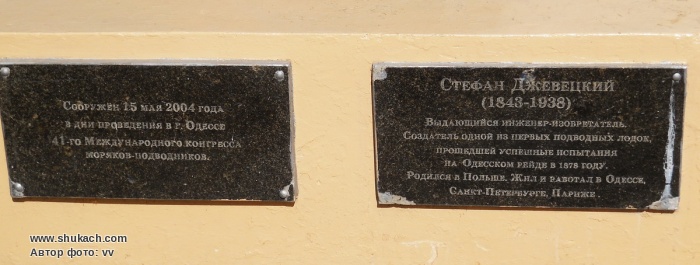 Сооружён 15 мая 2004 года
в дни проведения в г. Одессе
41-го Международного конгресса
моряков-подводников.
Стефан Джевецкий
(1843-1938)
Выдающийся инженер-изобретатель.
Создатель одной из первых подводных лодок,
прошедшей успешные испытания
на Одесском рейде в 1878 году.
Родился в Польше. Жил и работал в Одессе,
Санкт-Петербурге, Париже.
www.shukach.com
Автор фото: vv